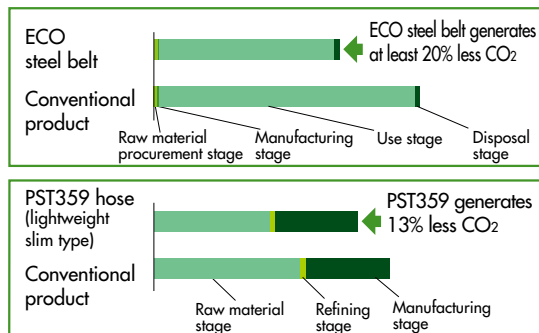 ECO
steel belt
ECO steel belt generates
at least 20% less CO2
Conventional
product
Raw material
procurement stage
Manufacturing
stage
Use stage
Disposal
stage
PST359 hose
(lightweight
slim type)
PST359 generates
13% less CO2
Conventional
product
Raw material
stage
Refining
stage
Manufacturing
stage